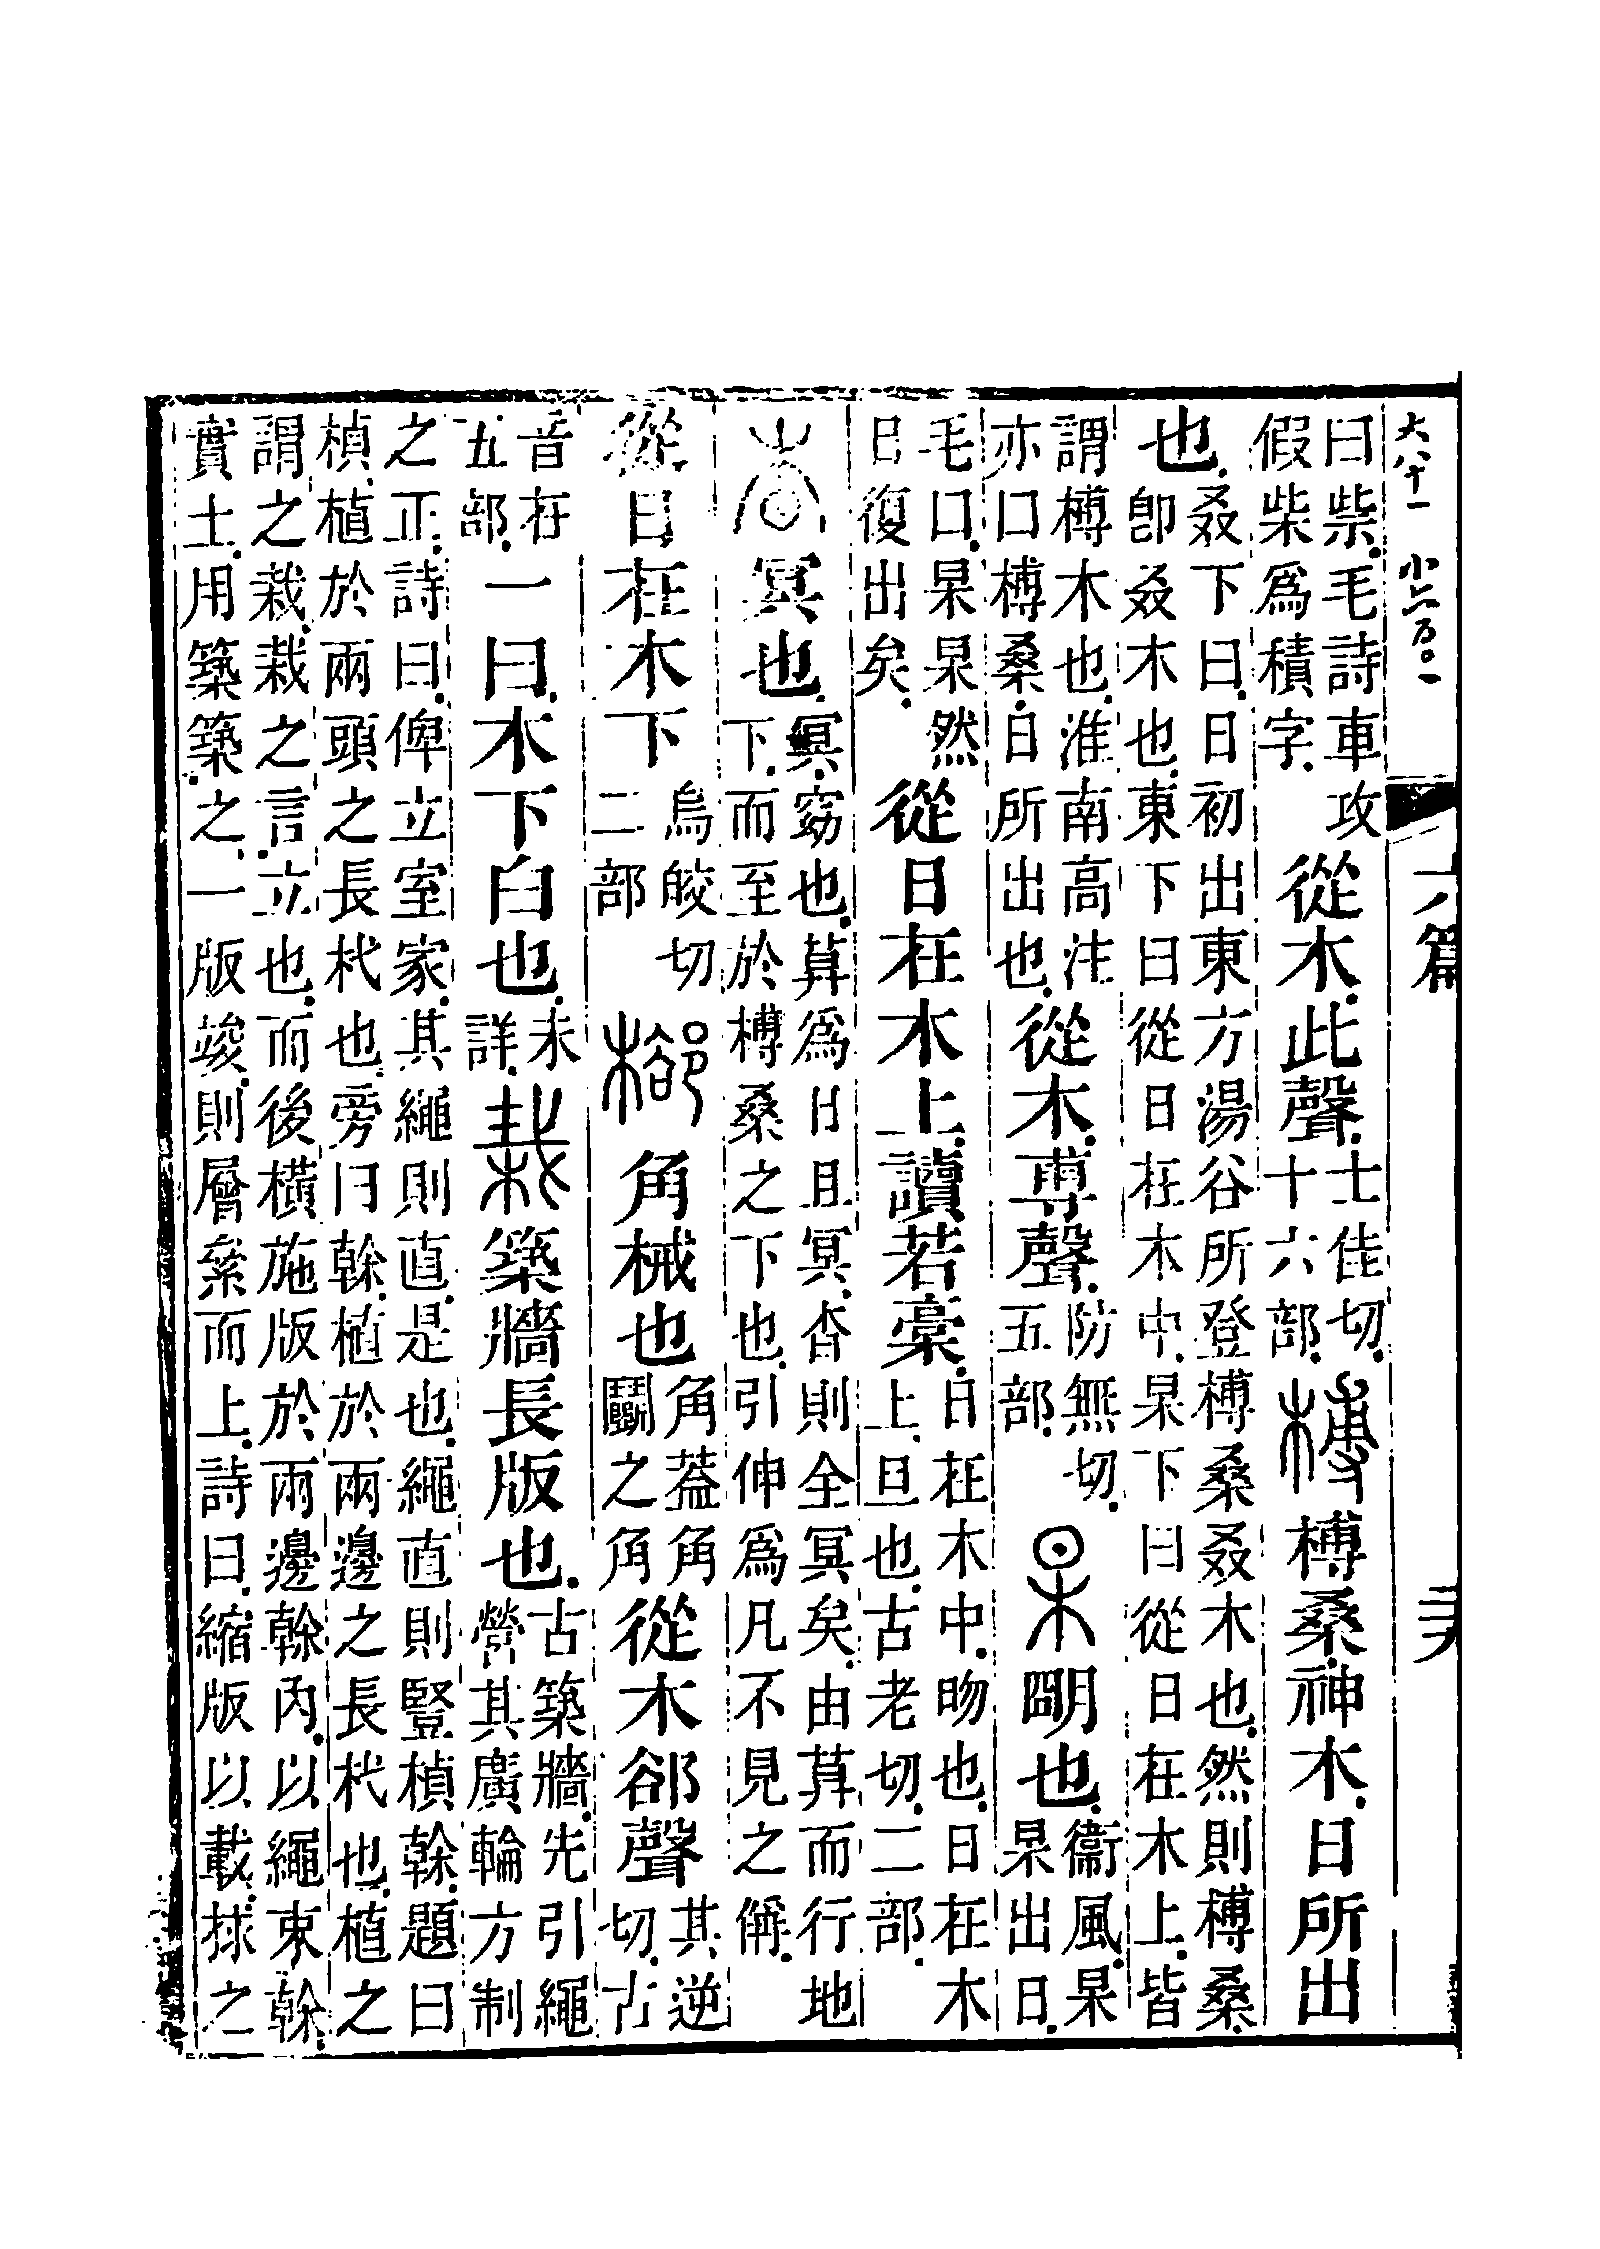 大八十一
六篇
曰祡毛詩車攻
假柴爲積字
從木此聲
士佳切
十六部
榑
榑桑神木日所出
也
叒下曰日初出東方湯谷所登榑桑叒木也然則榑桑
卽叒木也東下曰從日在木中杲下曰從日在木上皆
謂榑木也淮南高注
亦曰榑桑日所出也
從木尃聲
防無切
五部
杲
朙也
衞風杲
杲出日
毛曰杲杲然
日復出矣
從日在木上讀若槀
日在木中昒也日在木
上旦也古老切二部
杳
冥也
冥窈也莫爲日且冥杳則全冥矣由莫而行地
下而至於榑桑之下也引伸爲凡不見之偁
從日在木下
烏皎切
二部
㮝
角械也
角葢角
鬭之角
從木郤聲
其逆
切古
音在
五部
一曰木下白也
未
詳
栽
築牆長版也
古築牆先引繩
營其廣輪方制
之正詩曰俾立室家其繩則直是也繩直則豎楨榦題曰
楨植於兩頭之長杙也旁曰榦植於兩邊之長杙也植之
謂之栽栽之言立也而後橫施版於兩邊榦內以繩束榦
實土用築築之一版竣則層絫而上詩曰縮版以載捄之